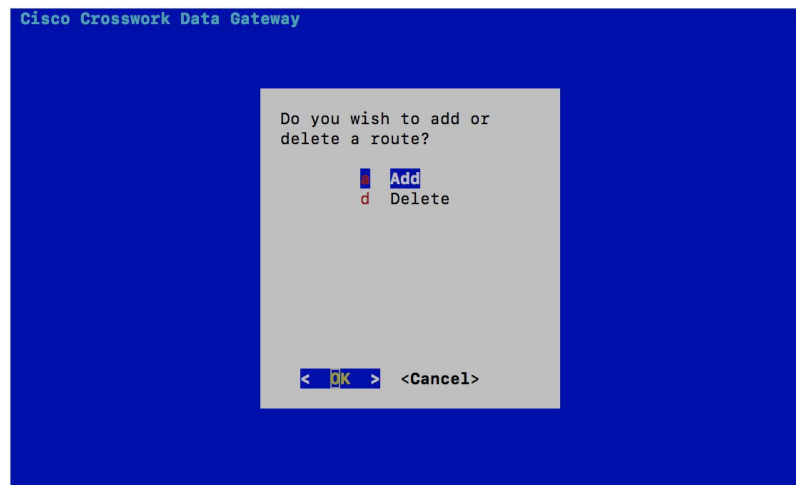 Cisco Crosswork Data Gateway
Do you wish to add or
delete a route?
a Add
d Delete
< OK > <Cancel>